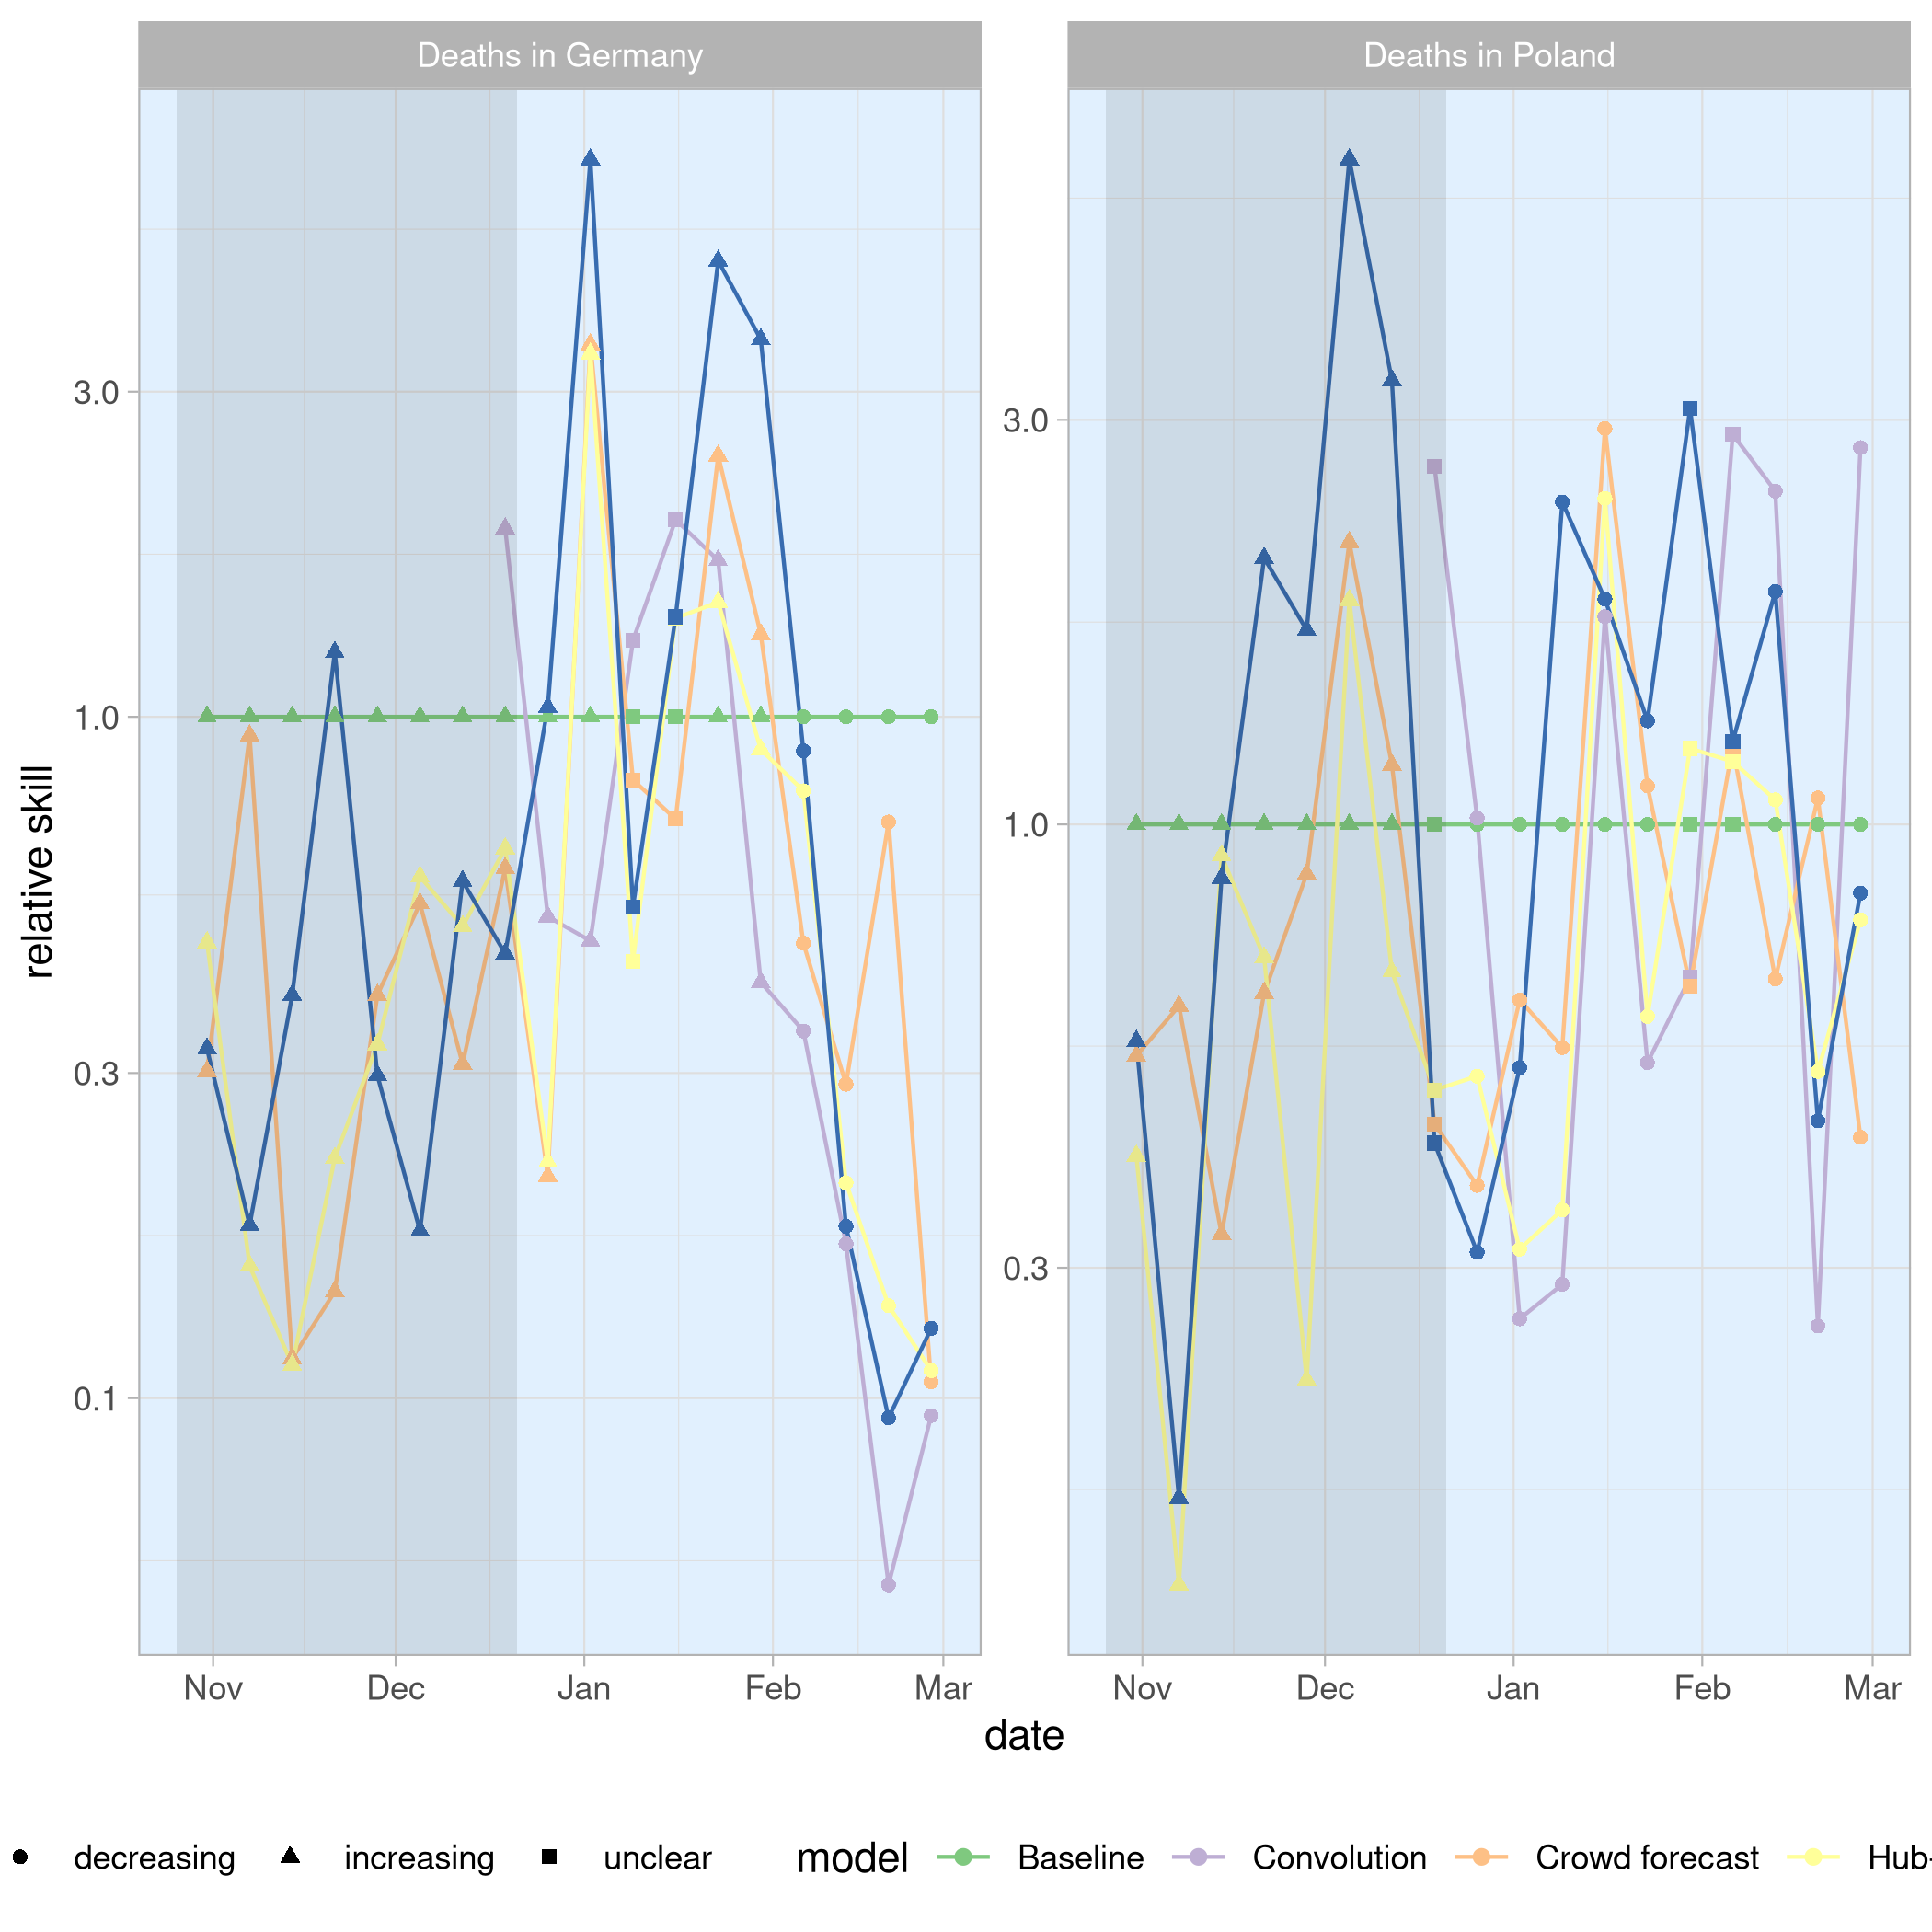 Deaths in Germany
Deaths in Poland
relative skill
3.0
1.0
0.3
0.1
3.0
1.0
0.3
Nov Dec Jan Feb Mar
Nov Dec Jan Feb Mar
date
decreasing increasing unclear model Baseline Convolution Crowd forecast Hub-